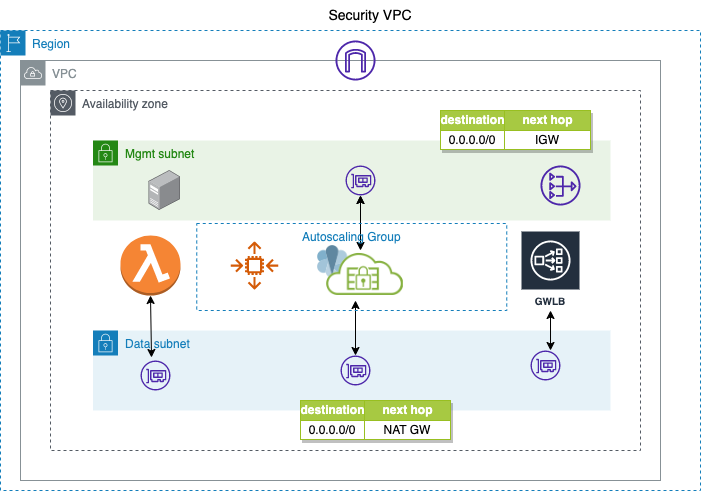 Security VPC
Region
VPC
Availability zone
destination next hop
0.0.0.0/0 IGW
Mgmt subnet
Autoscaling Group
GWLB
Data subnet
destination next hop
0.0.0.0/0 NAT GW